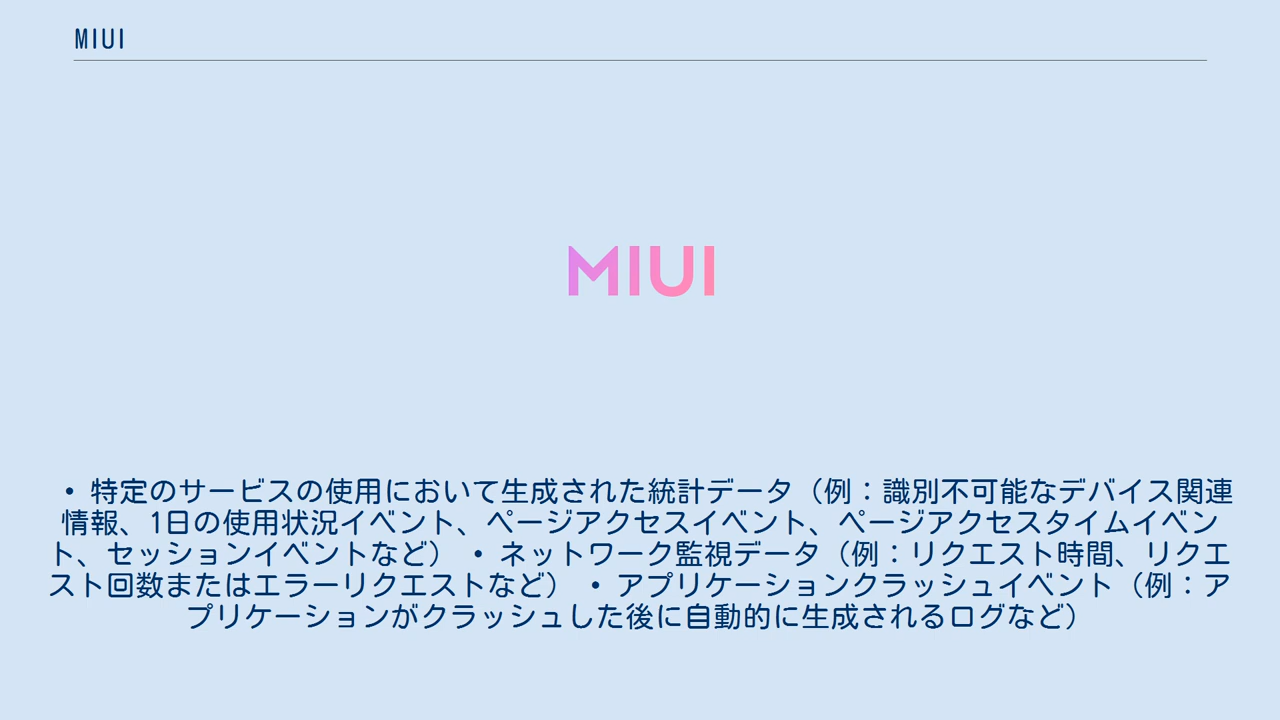 MIUI
MIUI
• 特定のサービスの使用において生成された統計データ（例：識別不可能なデバイス関連
情報、1日の使用状況イベント、ページアクセスイベント、ページアクセスタイムイベン
ト、セッションイベントなど） • ネットワーク監視データ（例：リクエスト時間、リクエ
スト回数またはエラーリクエストなど） • アプリケーションクラッシュイベント（例：ア
プリケーションがクラッシュした後に自動的に生成されるログなど）